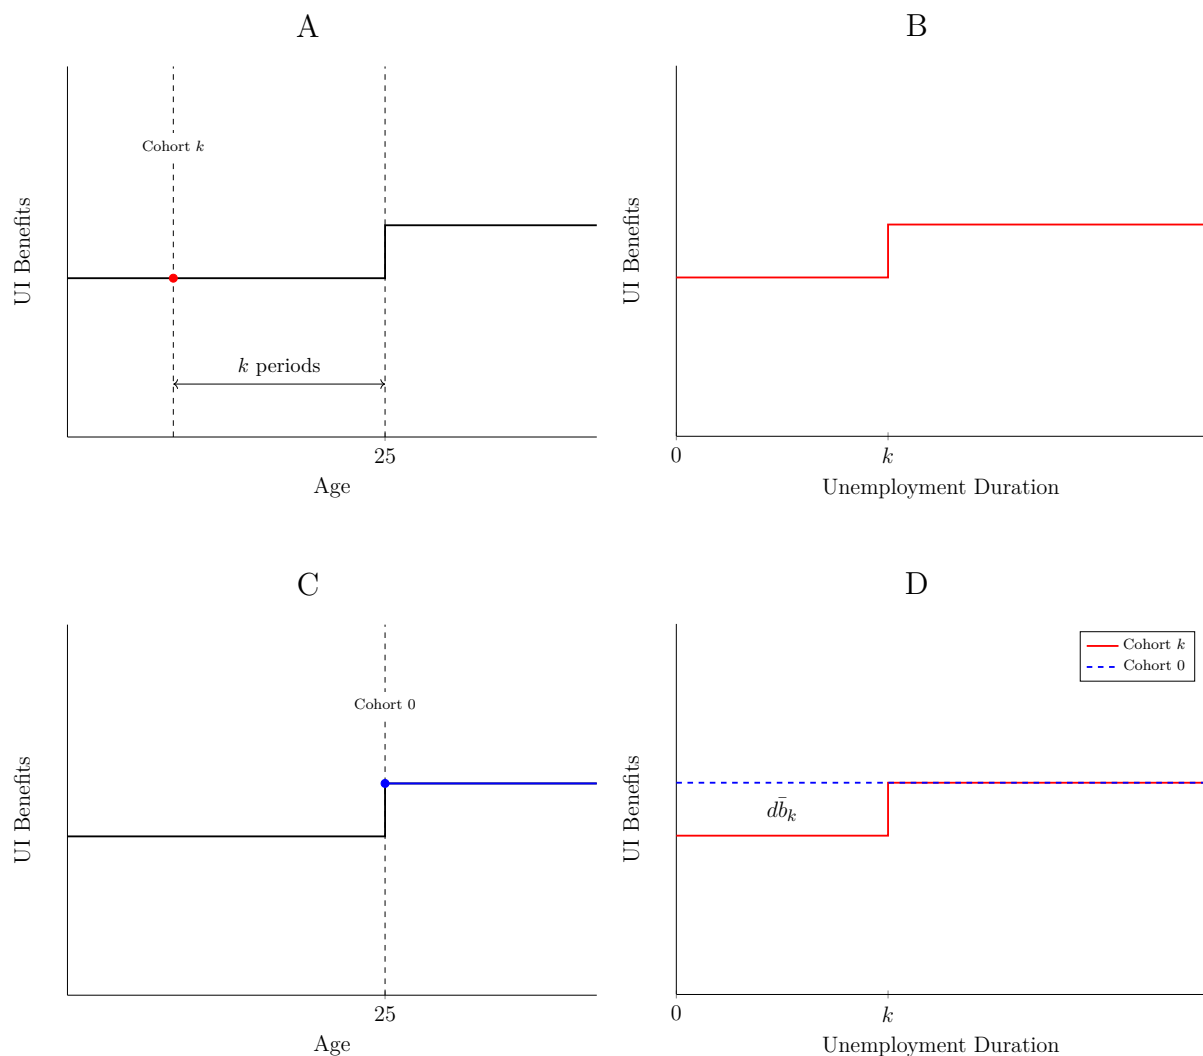 A
UI Benefits
Cohort k
k periods
25
Age
B
UI Benefits
0
k
Unemployment Duration
C
UI Benefits
Cohort 0
25
Age
D
UI Benefits
Cohort k
Cohort 0
db̄ₖ
0
k
Unemployment Duration